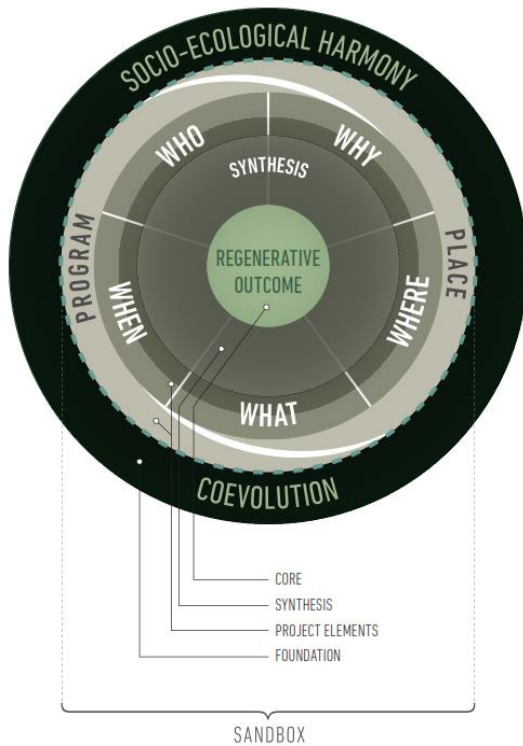 SOCIO-ECOLOGICAL HARMONY
WHO
WHY
SYNTHESIS
PROGRAM
PLACE
REGENERATIVE
OUTCOME
WHEN
WHERE
WHAT
COEVOLUTION
CORE
SYNTHESIS
PROJECT ELEMENTS
FOUNDATION
SANDBOX